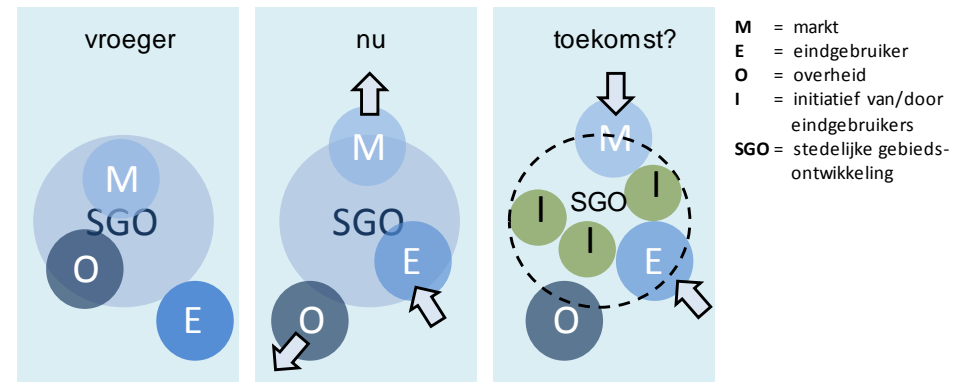 vroeger
M
SGO
O
E
nu
M
SGO
E
O
toekomst?
M
I
SGO
I
I
E
O
M = markt
E = eindgebruiker
O = overheid
I = initiatief van/door
eindgebruikers
SGO = stedelijke gebieds-
ontwikkeling